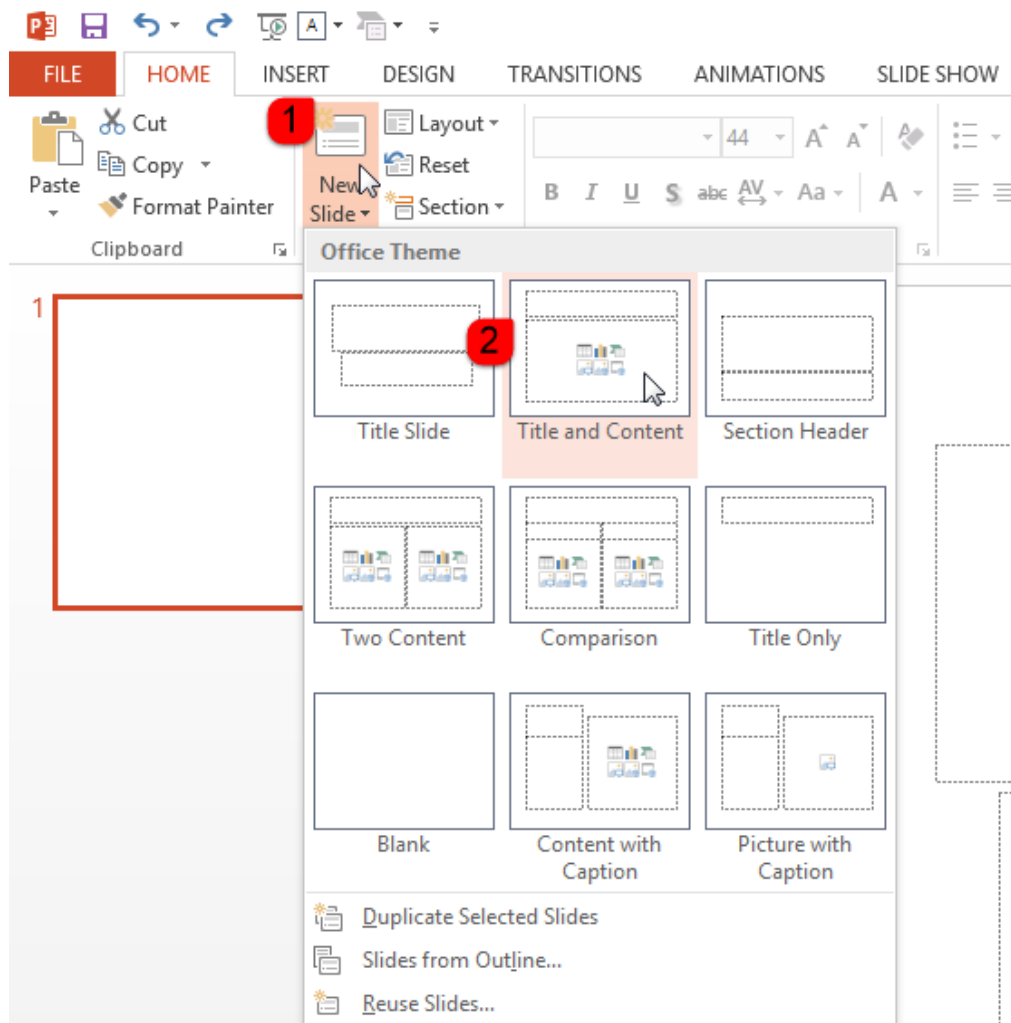 FILE HOME INSERT DESIGN TRANSITIONS ANIMATIONS SLIDE SHOW
1
Cut
Copy
Format Painter
Paste
Clipboard
New
Slide
Layout
Reset
Section
44
A A
B I U S abc AV Aa A
Office Theme
1
2
Title Slide
Title and Content
Section Header
Two Content
Comparison
Title Only
Blank
Content with
Caption
Picture with
Caption
Duplicate Selected Slides
Slides from Outline...
Reuse Slides...